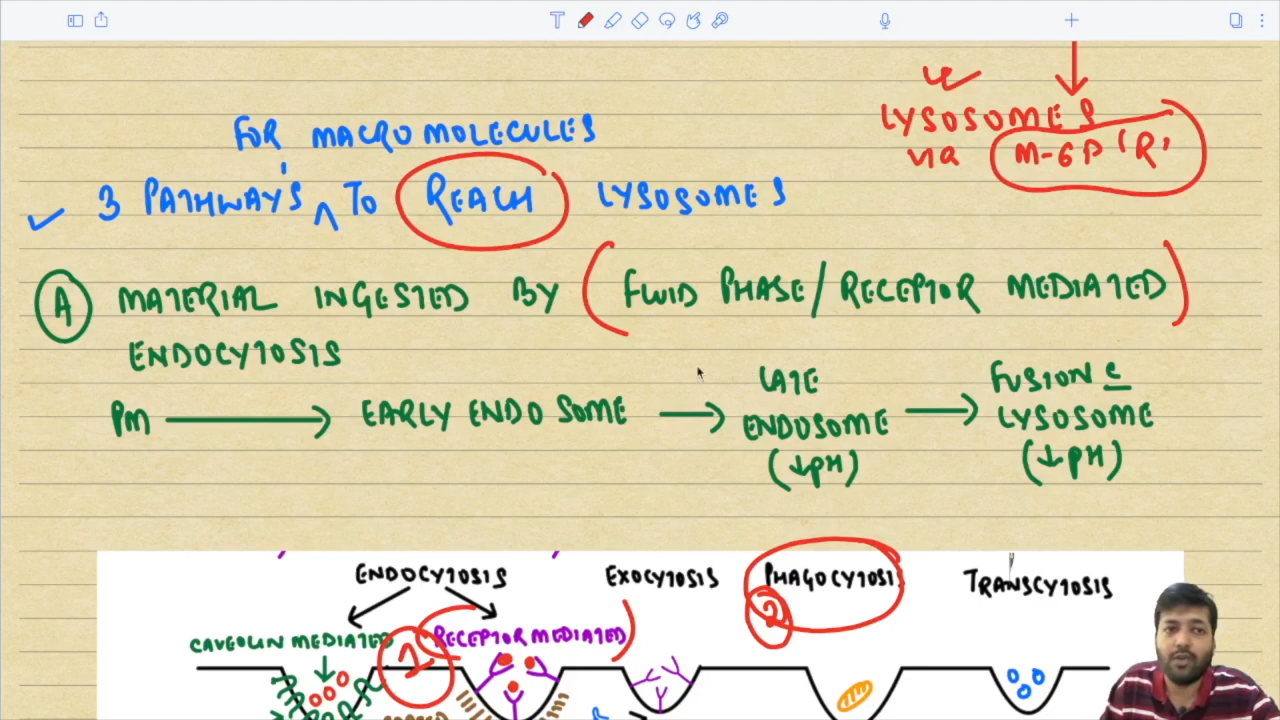 LYSOSOMES
via M-6P 'R'
FOR MACROMOLECULES
3 PATHWAYS ^ TO REACH LYSOSOMES
A MATERIAL INGESTED BY (FLUID PHASE/RECEPTOR MEDIATED)
ENDOCYTOSIS
PM → EARLY ENDOSOME → LATE ENDOSOME (↓PH) → FUSION c LYSOSOME (↓PH)
ENDOCYTOSIS EXOCYTOSIS PHAGOCYTOSIS TRANSCYTOSIS
2
CAVEOLIN MEDIATED 1 RECEPTOR MEDIATED